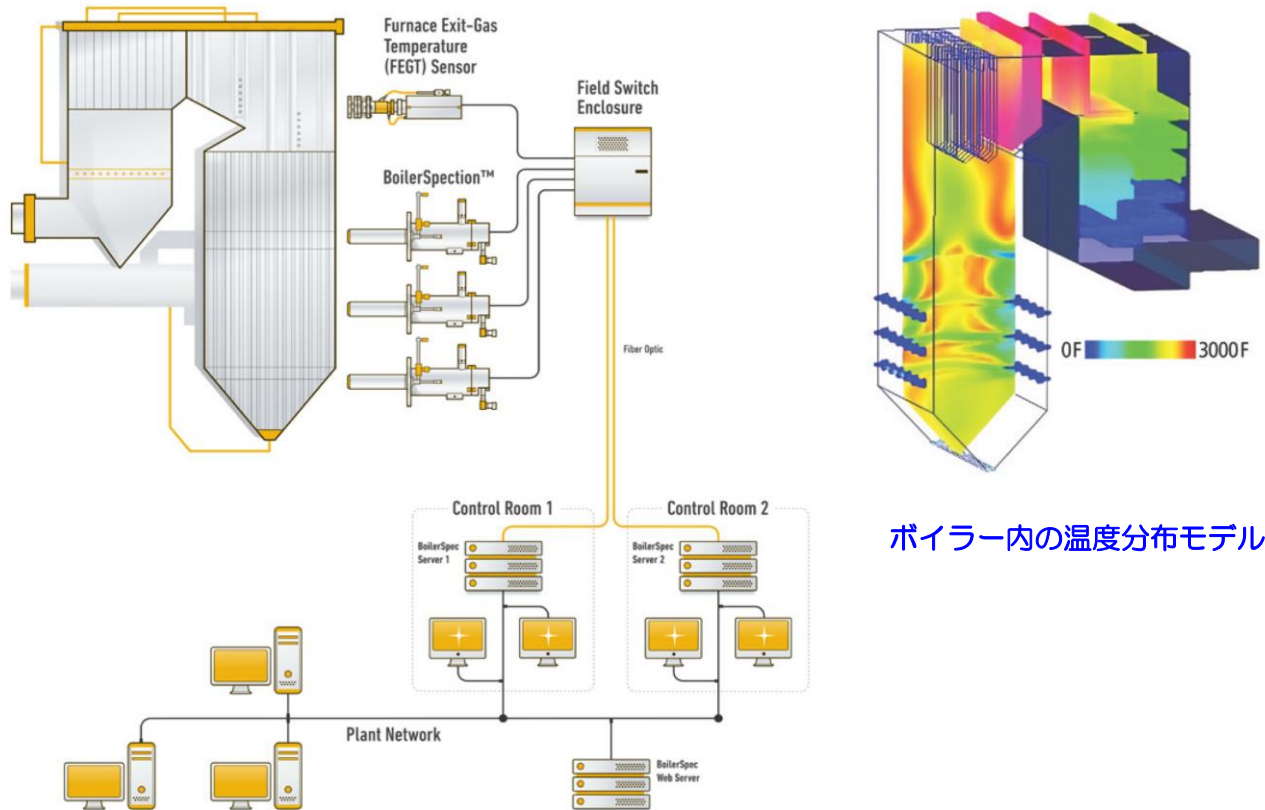 Furnace Exit-Gas
Temperature
(FEGT) Sensor
Field Switch
Enclosure
BoilerSpection™
Fiber Optic
0F
3000F
ボイラー内の温度分布モデル
Control Room 1
Control Room 2
BoilerSpec
Server 1
BoilerSpec
Server 2
Plant Network
BoilerSpec
Web Server